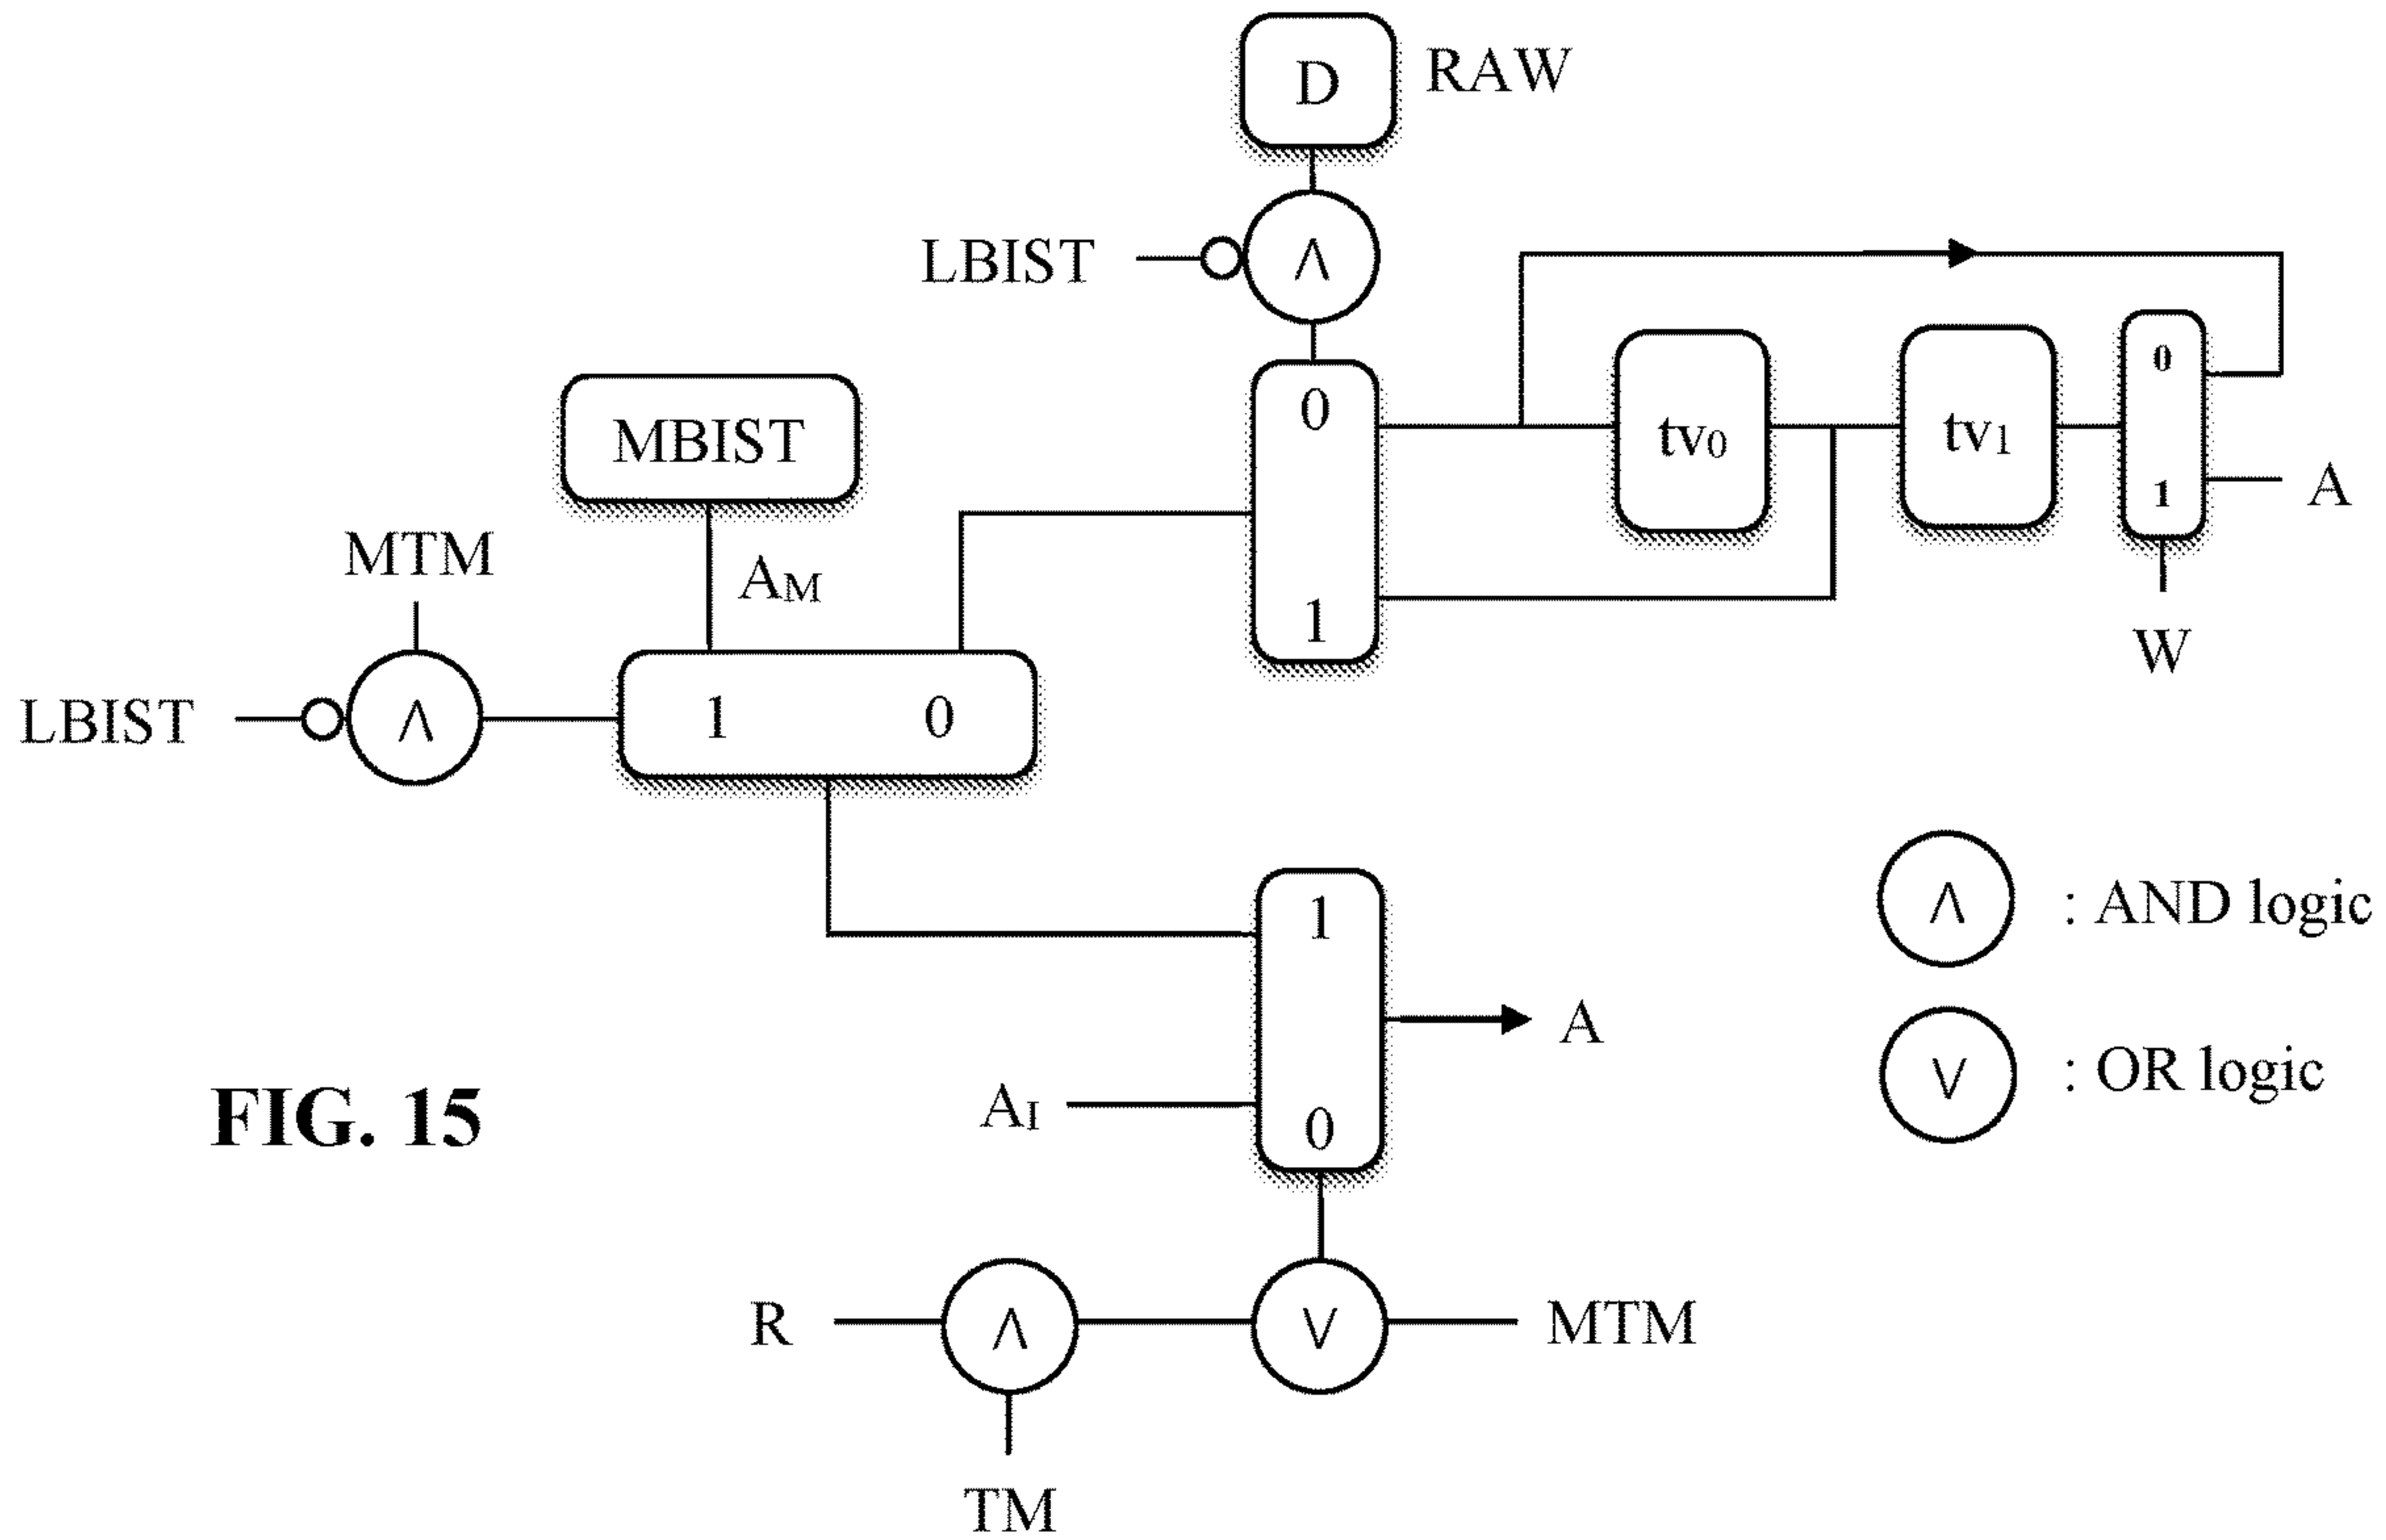 D RAW
LBIST ∧
0 tv0 tv1 0
MBIST
1 A
MTM AM 1
W
LBIST ∧ 1 0
1
∧ : AND logic
A
∨ : OR logic
FIG. 15 AI 0
R ∧ ∨ MTM
TM